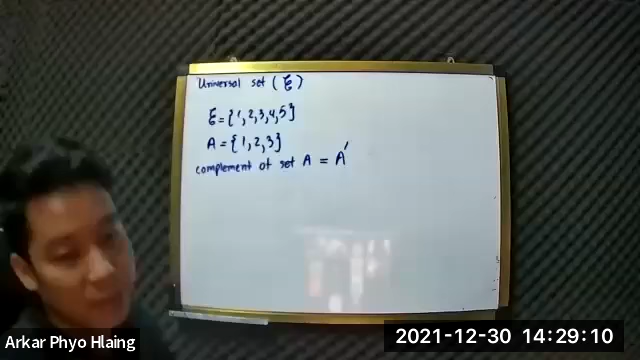 Universal set (ξ)
ξ = {1,2,3,4,5}
A = {1,2,3}
complement of set A = A'
2021-12-30 14:29:10
Arkar Phyo Hlaing